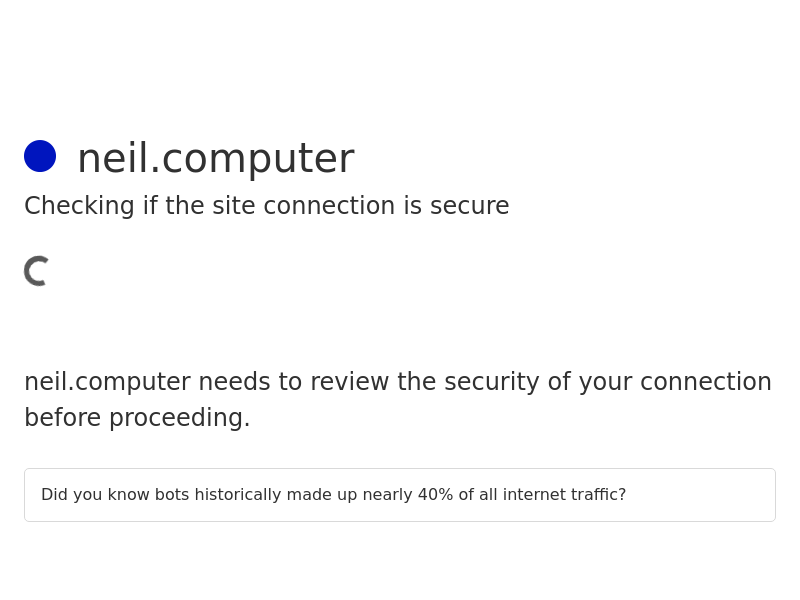 neil.computer
Checking if the site connection is secure
neil.computer needs to review the security of your connection
before proceeding.
Did you know bots historically made up nearly 40% of all internet traffic?